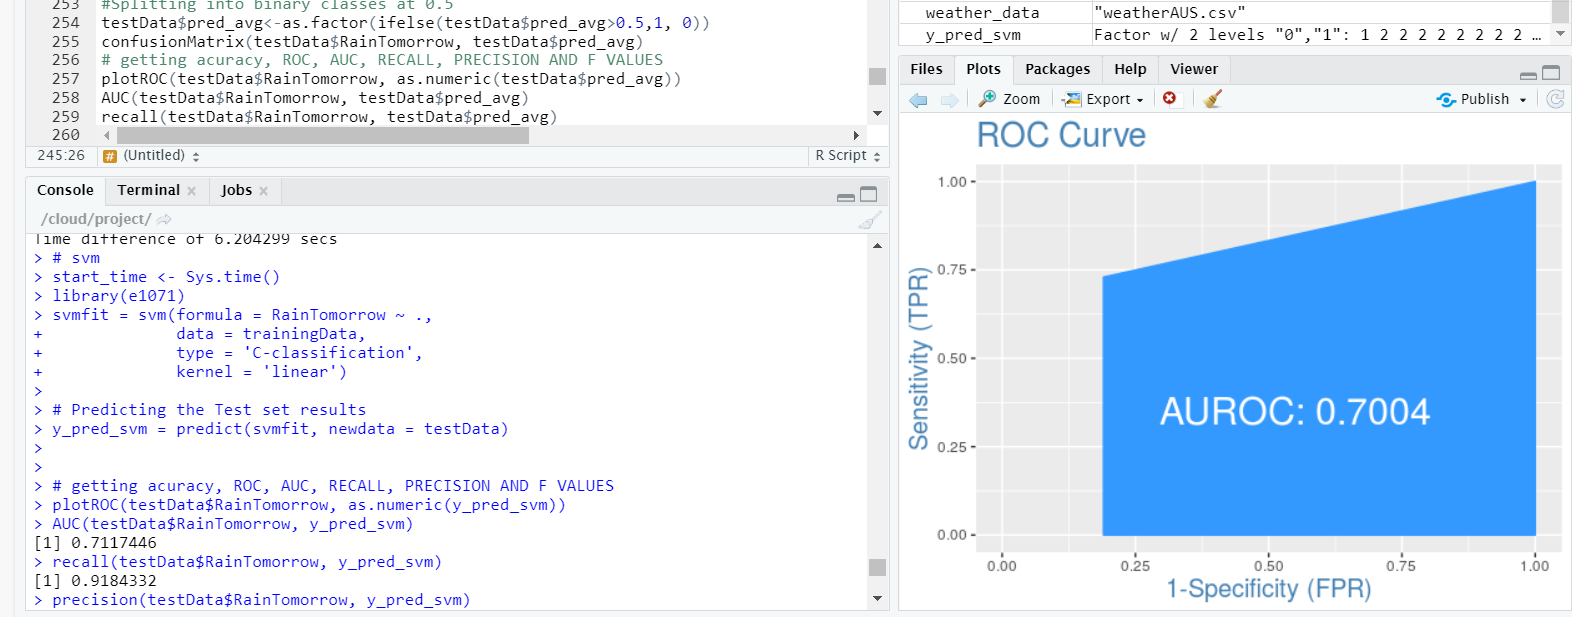 253 #Splitting into binary classes at 0.5
254 testData$pred_avg<-as.factor(ifelse(testData$pred_avg>0.5,1, 0))
255 confusionMatrix(testData$RainTomorrow, testData$pred_avg)
256 # getting acuracy, ROC, AUC, RECALL, PRECISION AND F VALUES
257 plotROC(testData$RainTomorrow, as.numeric(testData$pred_avg))
258 AUC(testData$RainTomorrow, testData$pred_avg)
259 recall(testData$RainTomorrow, testData$pred_avg)
260
245:26 # (Untitled) R Script
Console Terminal Jobs
/cloud/project/
Time difference of 6.204299 secs
> # svm
> start_time <- Sys.time()
> library(e1071)
> svmfit = svm(formula = RainTomorrow ~ .,
+ data = trainingData,
+ type = 'C-classification',
+ kernel = 'linear')
>
> # Predicting the Test set results
> y_pred_svm = predict(svmfit, newdata = testData)
>
>
> # getting acuracy, ROC, AUC, RECALL, PRECISION AND F VALUES
> plotROC(testData$RainTomorrow, as.numeric(y_pred_svm))
> AUC(testData$RainTomorrow, y_pred_svm)
[1] 0.7117446
> recall(testData$RainTomorrow, y_pred_svm)
[1] 0.9184332
> precision(testData$RainTomorrow, y_pred_svm)
weather_data "weatherAUS.csv"
y_pred_svm Factor w/ 2 levels "0","1": 1 2 2 2 2 2 2 2 2 …
Files Plots Packages Help Viewer
Zoom Export Publish
ROC Curve
1.00
0.75
0.50
0.25
0.00
Sensitivity (TPR)
AUROC: 0.7004
0.00 0.25 0.50 0.75 1.00
1-Specificity (FPR)